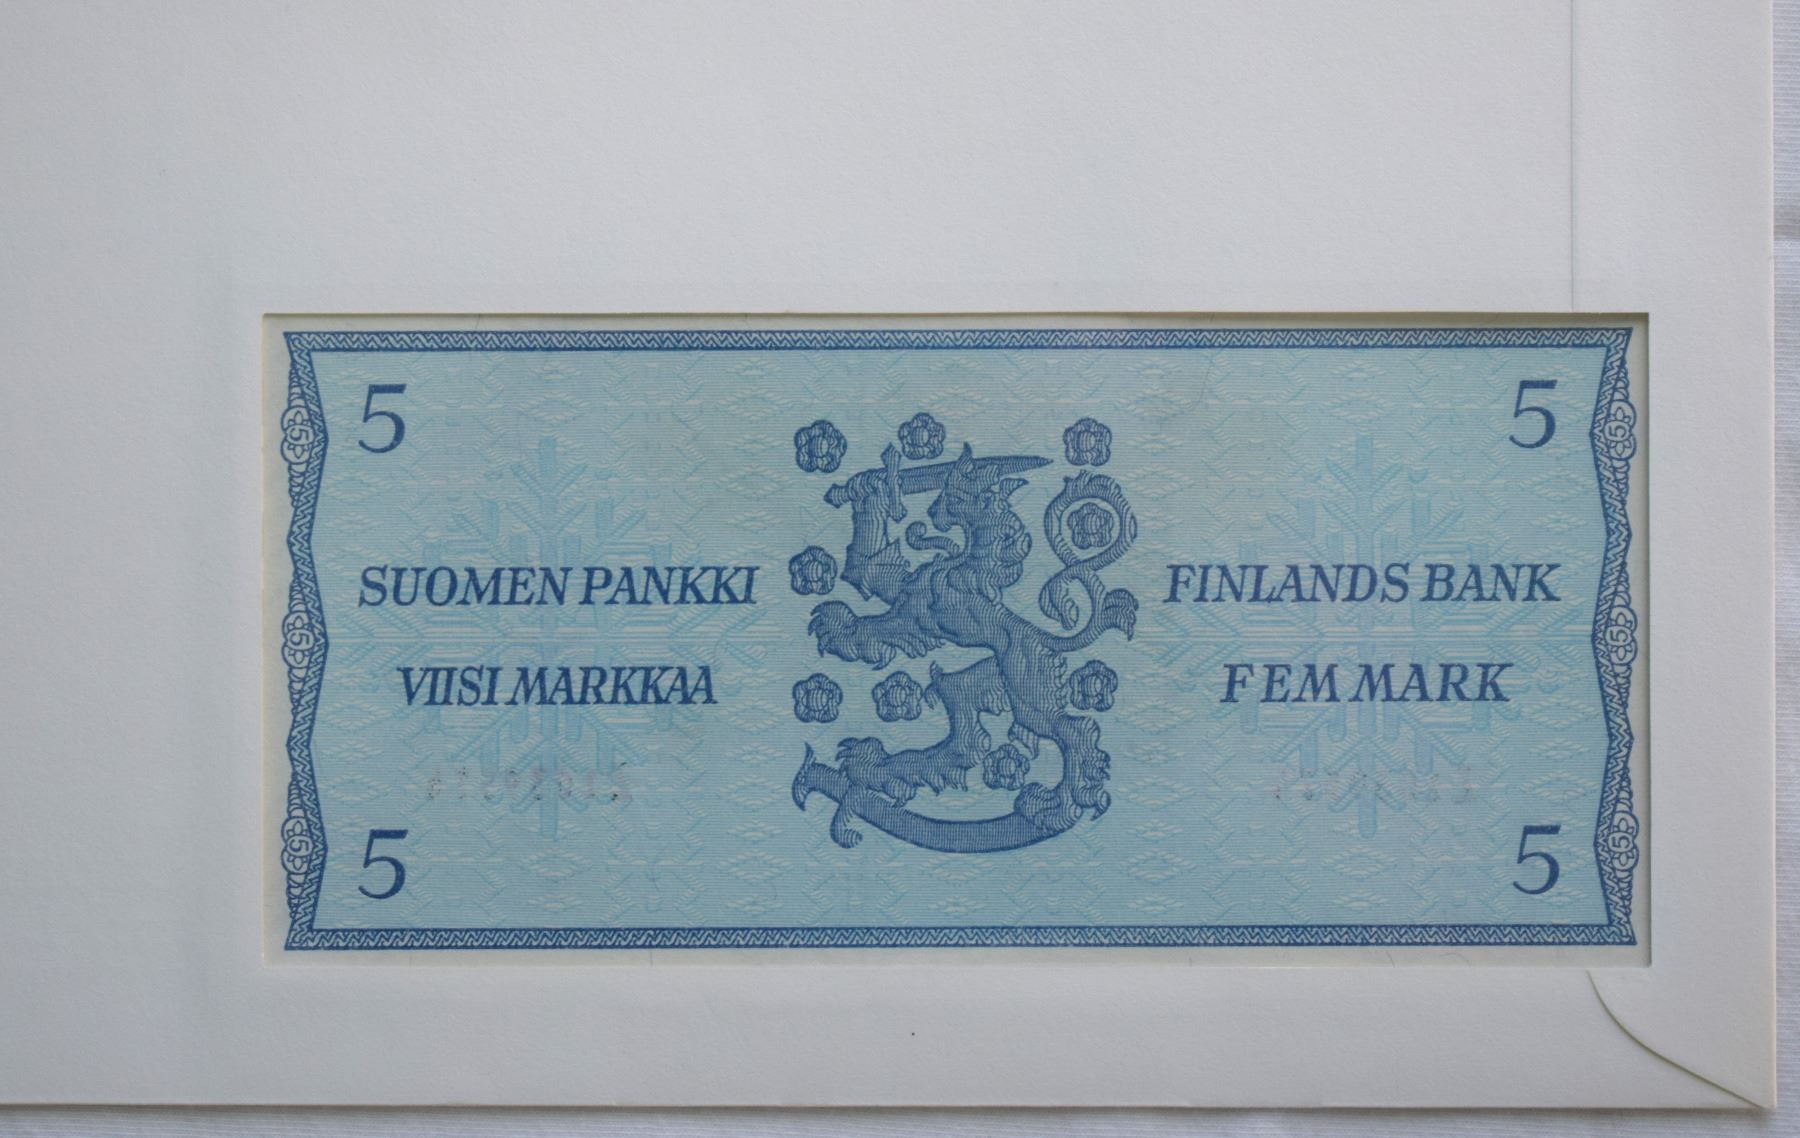 5 5
SUOMEN PANKKI FINLANDS BANK
VIISI MARKKAA FEM MARK
5 5